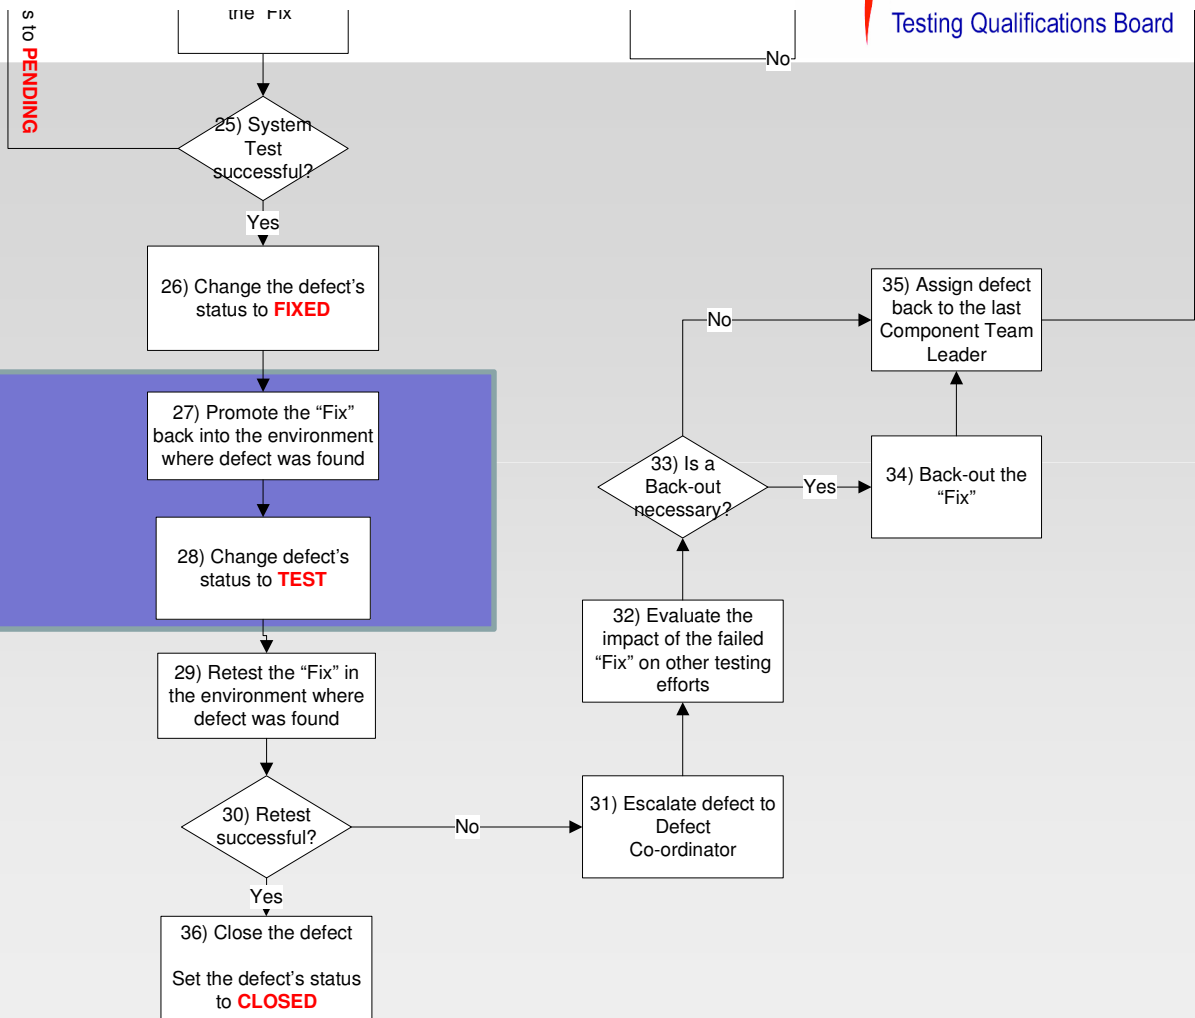 the “Fix
Testing Qualifications Board
No
s to PENDING
25) System
Test
successful?
Yes
26) Change the defect’s
status to FIXED
27) Promote the “Fix”
back into the environment
where defect was found
28) Change defect’s
status to TEST
29) Retest the “Fix” in
the environment where
defect was found
30) Retest
successful?
No
Yes
31) Escalate defect to
Defect
Co-ordinator
32) Evaluate the
impact of the failed
“Fix” on other testing
efforts
33) Is a
Back-out
necessary?
No
Yes
34) Back-out the
“Fix”
35) Assign defect
back to the last
Component Team
Leader
36) Close the defect
Set the defect’s status
to CLOSED